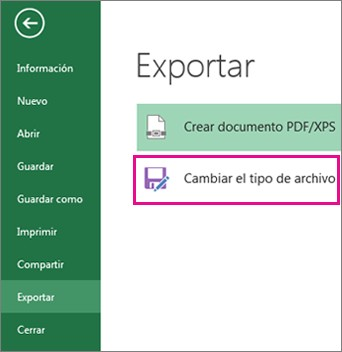 Información
Nuevo
Abrir
Guardar
Guardar como
Imprimir
Compartir
Exportar
Cerrar
Exportar
Crear documento PDF/XPS
Cambiar el tipo de archivo